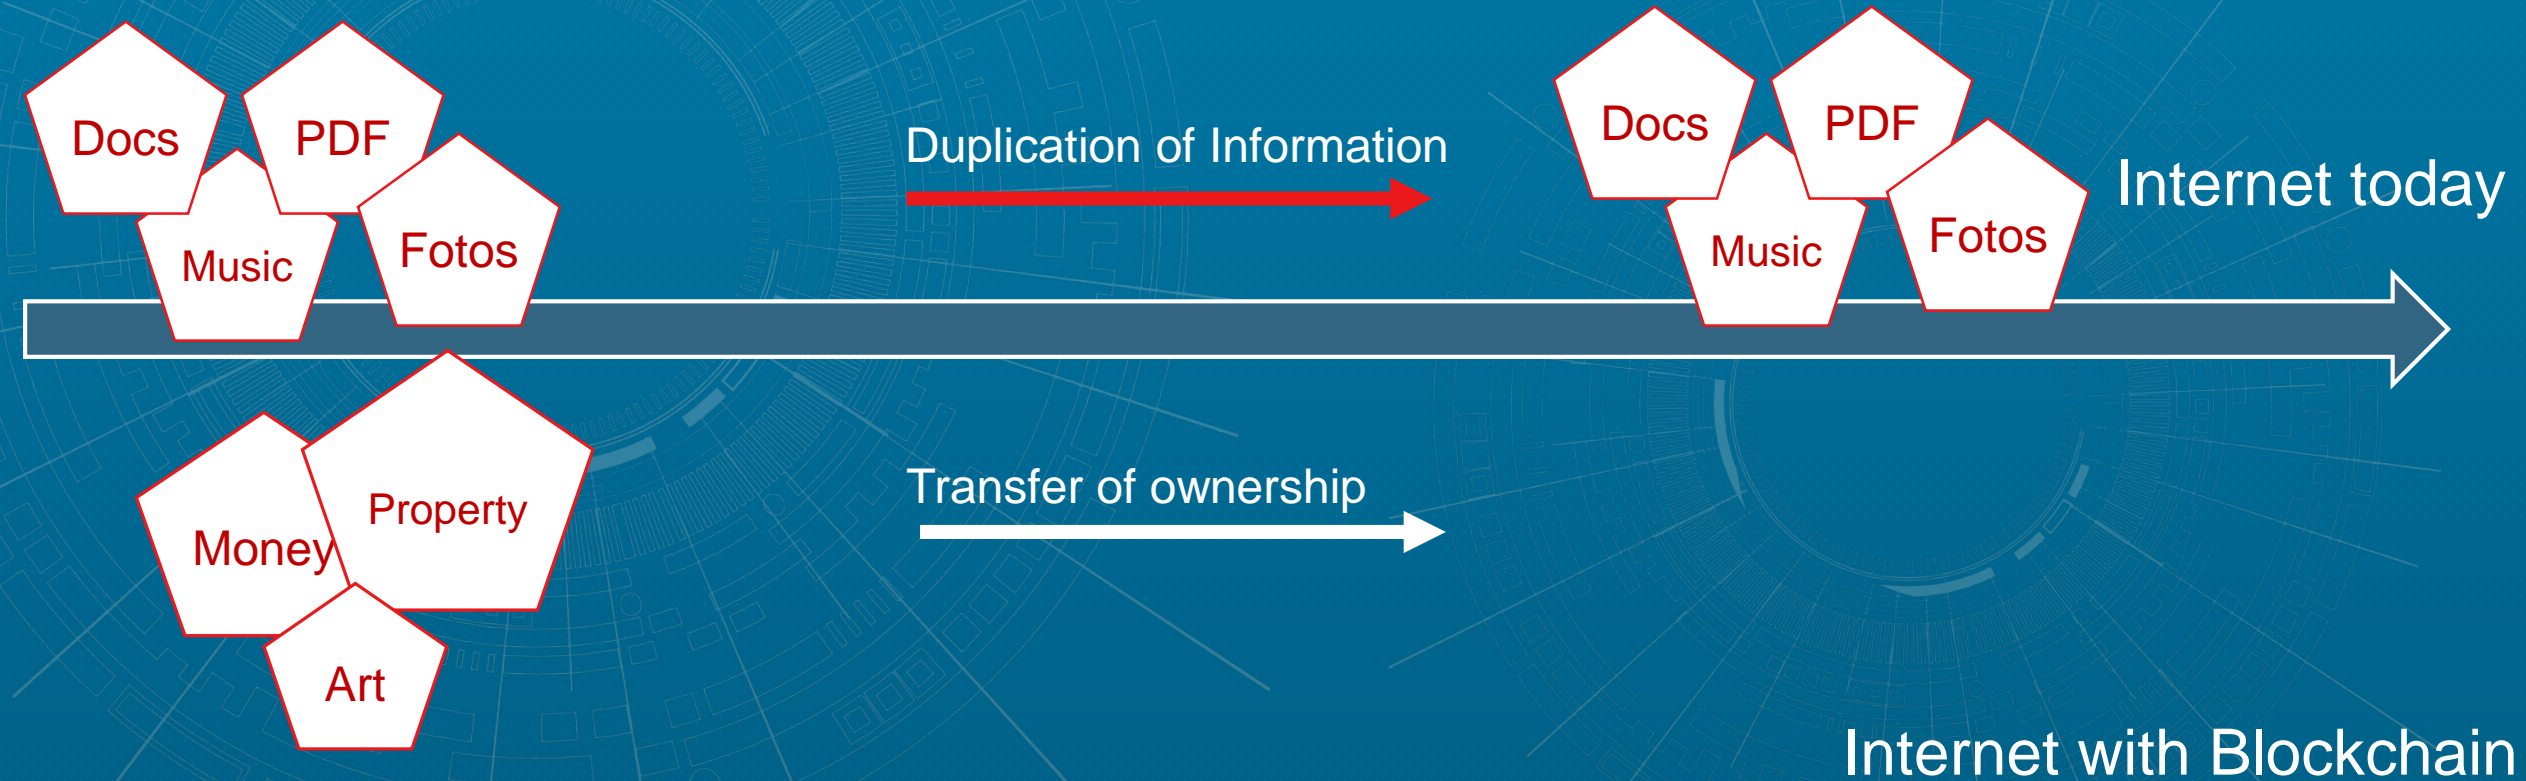 Docs
PDF
Music
Fotos
Duplication of Information
Docs
PDF
Music
Fotos
Internet today
Money
Property
Art
Transfer of ownership
Internet with Blockchain